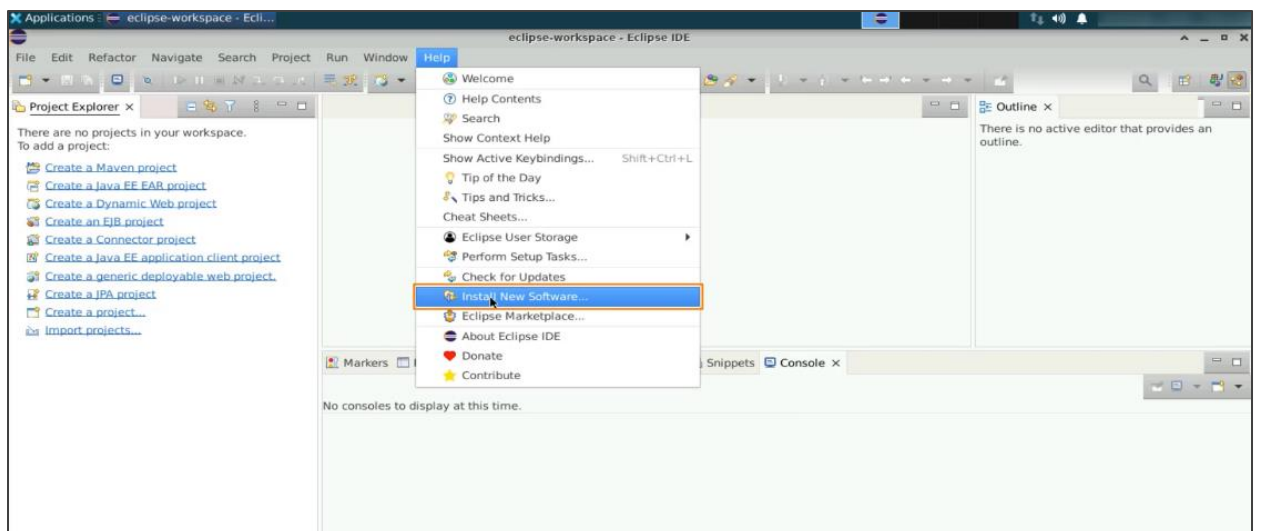 Applications : eclipse-workspace - Ecli...
eclipse-workspace - Eclipse IDE
File Edit Refactor Navigate Search Project Run Window Help
Project Explorer ×
There are no projects in your workspace.
To add a project:
Create a Maven project
Create a Java EE EAR project
Create a Dynamic Web project
Create an EJB project
Create a Connector project
Create a Java EE application client project
Create a generic deployable web project.
Create a JPA project
Create a project...
Import projects...
Welcome
Help Contents
Search
Show Context Help
Show Active Keybindings... Shift+Ctrl+L
Tip of the Day
Tips and Tricks...
Cheat Sheets...
Eclipse User Storage
Perform Setup Tasks...
Check for Updates
Install New Software...
Eclipse Marketplace...
About Eclipse IDE
Donate
Contribute
Outline ×
There is no active editor that provides an
outline.
Markers Snippets Console ×
No consoles to display at this time.